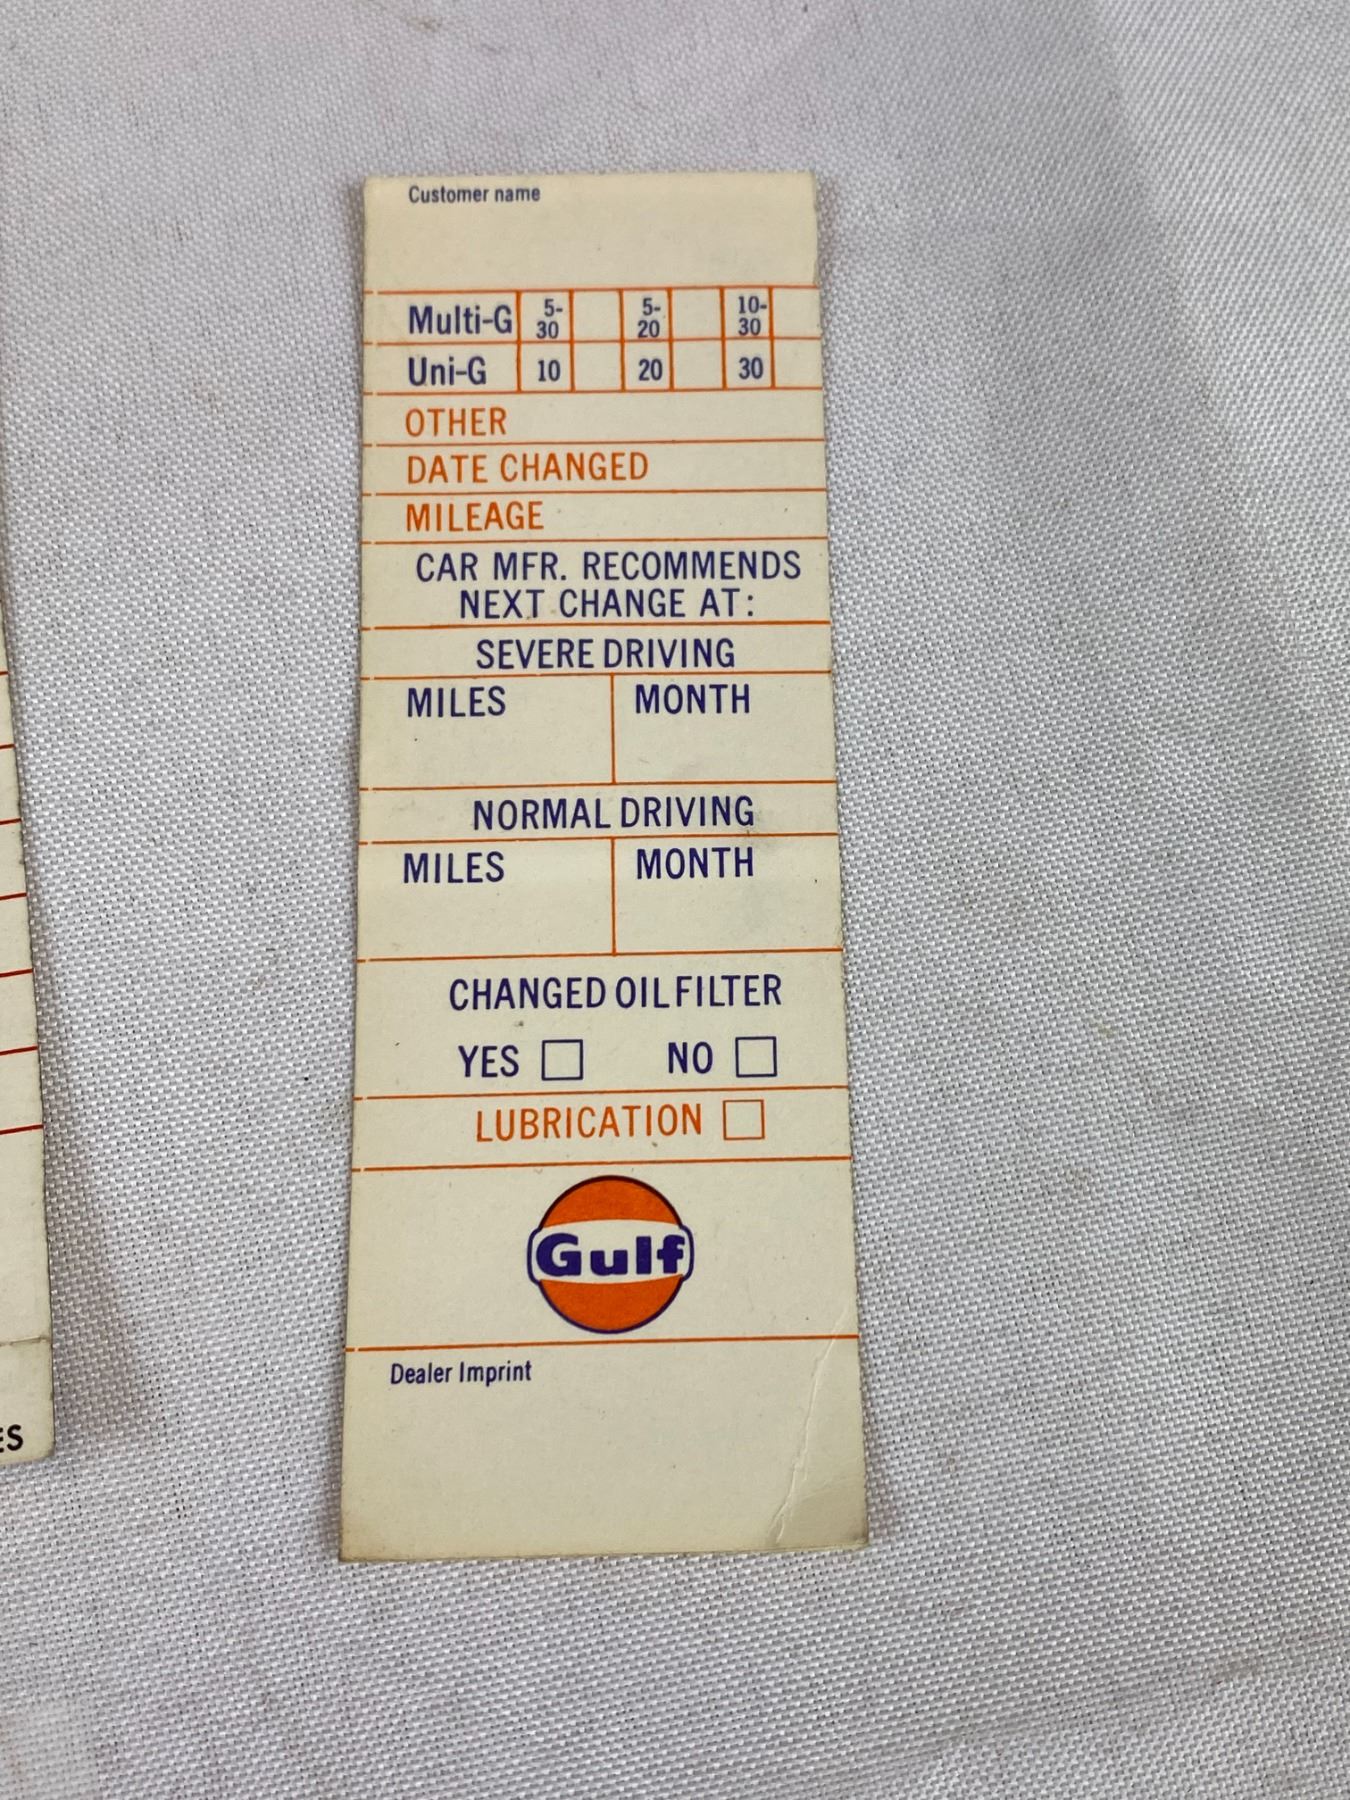 Customer name
Multi-G 5-30 5-20 10-30
Uni-G 10 20 30
OTHER
DATE CHANGED
MILEAGE
CAR MFR. RECOMMENDS
NEXT CHANGE AT:
SEVERE DRIVING
MILES MONTH
NORMAL DRIVING
MILES MONTH
CHANGED OIL FILTER
YES NO
LUBRICATION
Gulf
Dealer Imprint